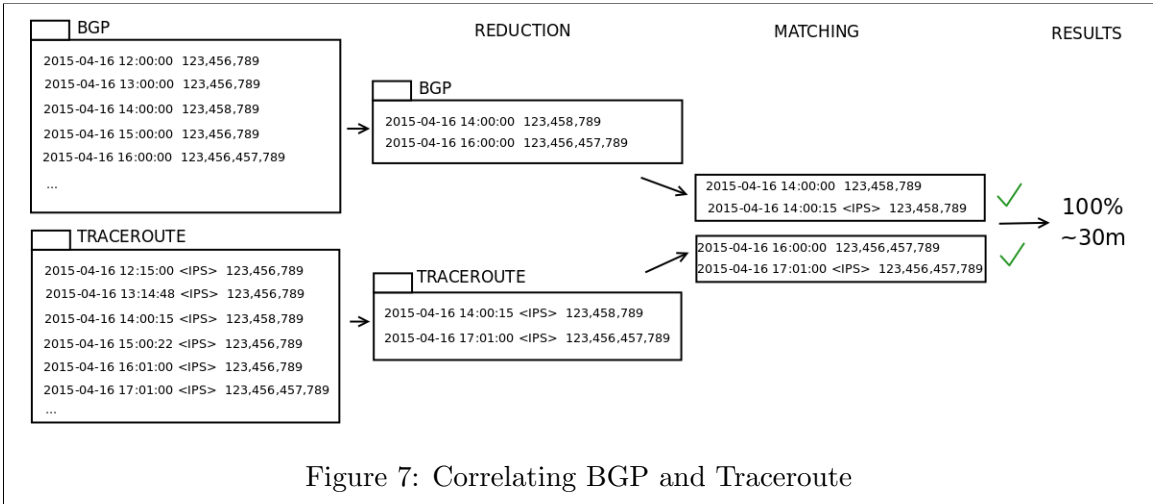 BGP
REDUCTION
MATCHING
RESULTS
2015-04-16 12:00:00 123,456,789
2015-04-16 13:00:00 123,456,789
2015-04-16 14:00:00 123,458,789
2015-04-16 15:00:00 123,456,789
2015-04-16 16:00:00 123,456,457,789
...
BGP
2015-04-16 14:00:00 123,458,789
2015-04-16 16:00:00 123,456,457,789
TRACEROUTE
2015-04-16 12:15:00 <IPS> 123,456,789
2015-04-16 13:14:48 <IPS> 123,456,789
2015-04-16 14:00:15 <IPS> 123,458,789
2015-04-16 15:00:22 <IPS> 123,456,789
2015-04-16 16:01:00 <IPS> 123,456,789
2015-04-16 17:01:00 <IPS> 123,456,457,789
...
TRACEROUTE
2015-04-16 14:00:15 <IPS> 123,458,789
2015-04-16 17:01:00 <IPS> 123,456,457,789
2015-04-16 14:00:00 123,458,789
2015-04-16 14:00:15 <IPS> 123,458,789
2015-04-16 16:00:00 123,456,457,789
2015-04-16 17:01:00 <IPS> 123,456,457,789
100%
~30m
Figure 7: Correlating BGP and Traceroute